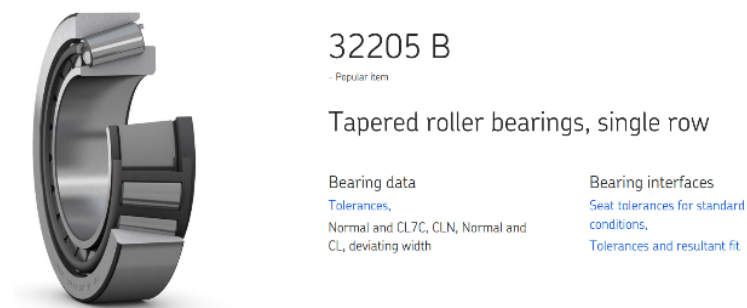 32205 B
- Popular item
Tapered roller bearings, single row
Bearing data
Tolerances,
Normal and CL7C, CLN, Normal and
CL, deviating width
Bearing interfaces
Seat tolerances for standard
conditions,
Tolerances and resultant fit